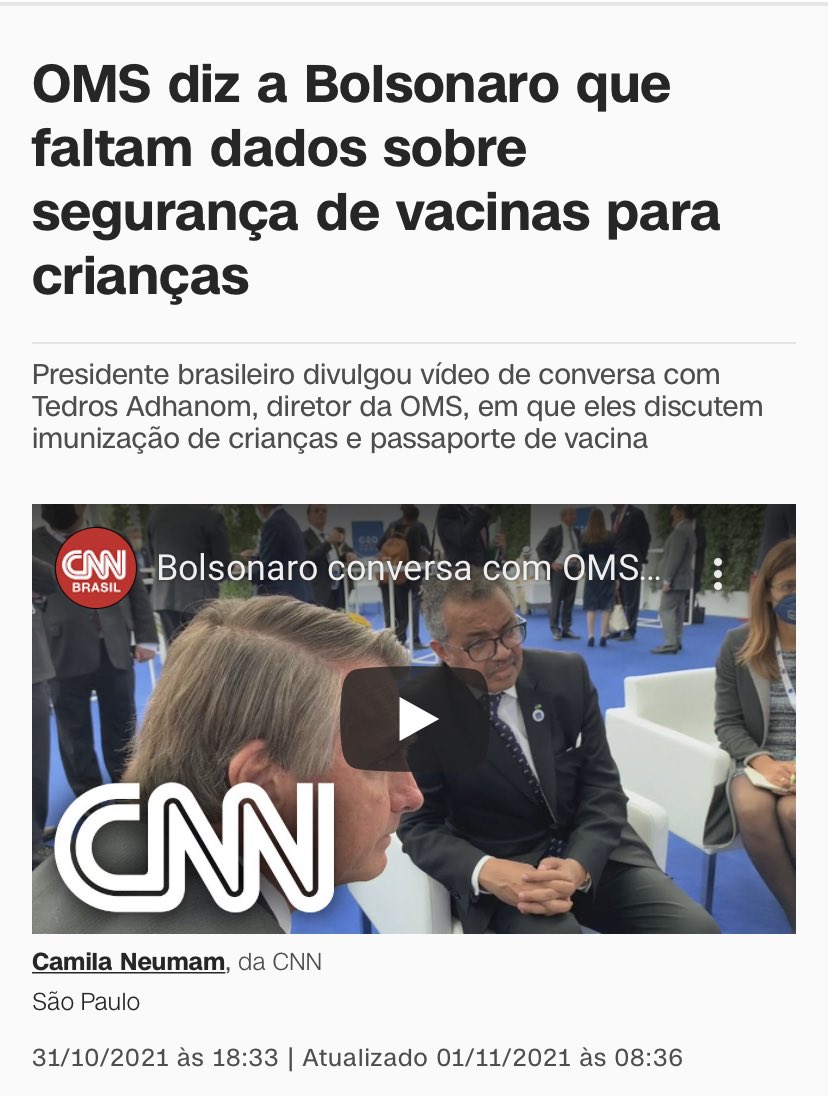 OMS diz a Bolsonaro que
faltam dados sobre
segurança de vacinas para
crianças
Presidente brasileiro divulgou vídeo de conversa com
Tedros Adhanom, diretor da OMS, em que eles discutem
imunização de crianças e passaporte de vacina
CNN
BRASIL
Bolsonaro conversa com OMS...
CNN
Camila Neumam, da CNN
São Paulo
31/10/2021 às 18:33 | Atualizado 01/11/2021 às 08:36